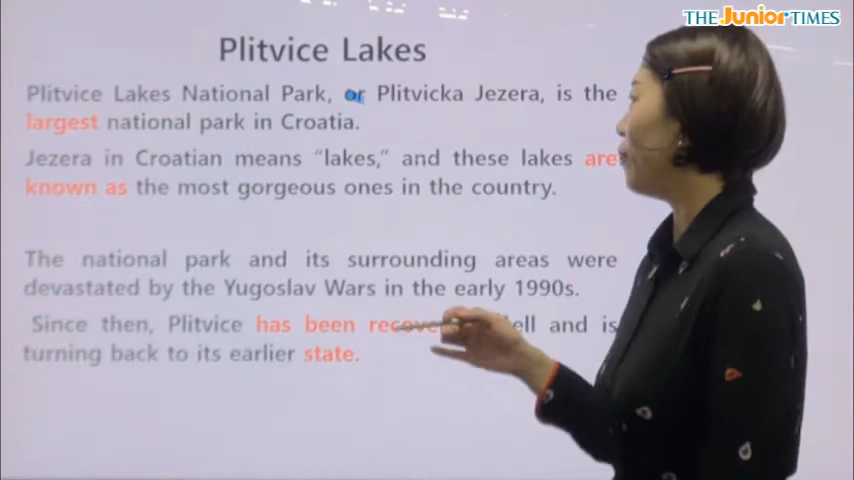 THE Junior TIMES
Plitvice Lakes
Plitvice Lakes National Park, or Plitvicka Jezera, is the
largest national park in Croatia.
Jezera in Croatian means "lakes," and these lakes are
known as the most gorgeous ones in the country.
The national park and its surrounding areas were
devastated by the Yugoslav Wars in the early 1990s.
Since then, Plitvice has been and is
turning back to its earlier state.